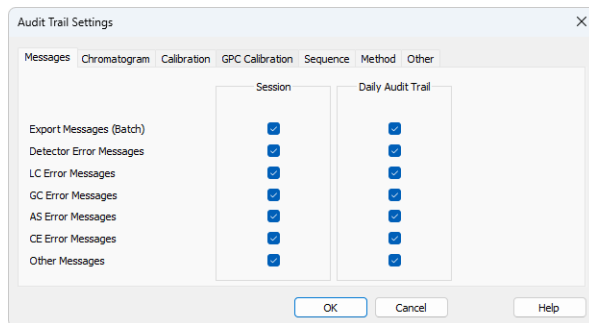 Audit Trail Settings
Messages Chromatogram Calibration GPC Calibration Sequence Method Other
Session Daily Audit Trail
Export Messages (Batch)
Detector Error Messages
LC Error Messages
GC Error Messages
AS Error Messages
CE Error Messages
Other Messages
OK Cancel Help